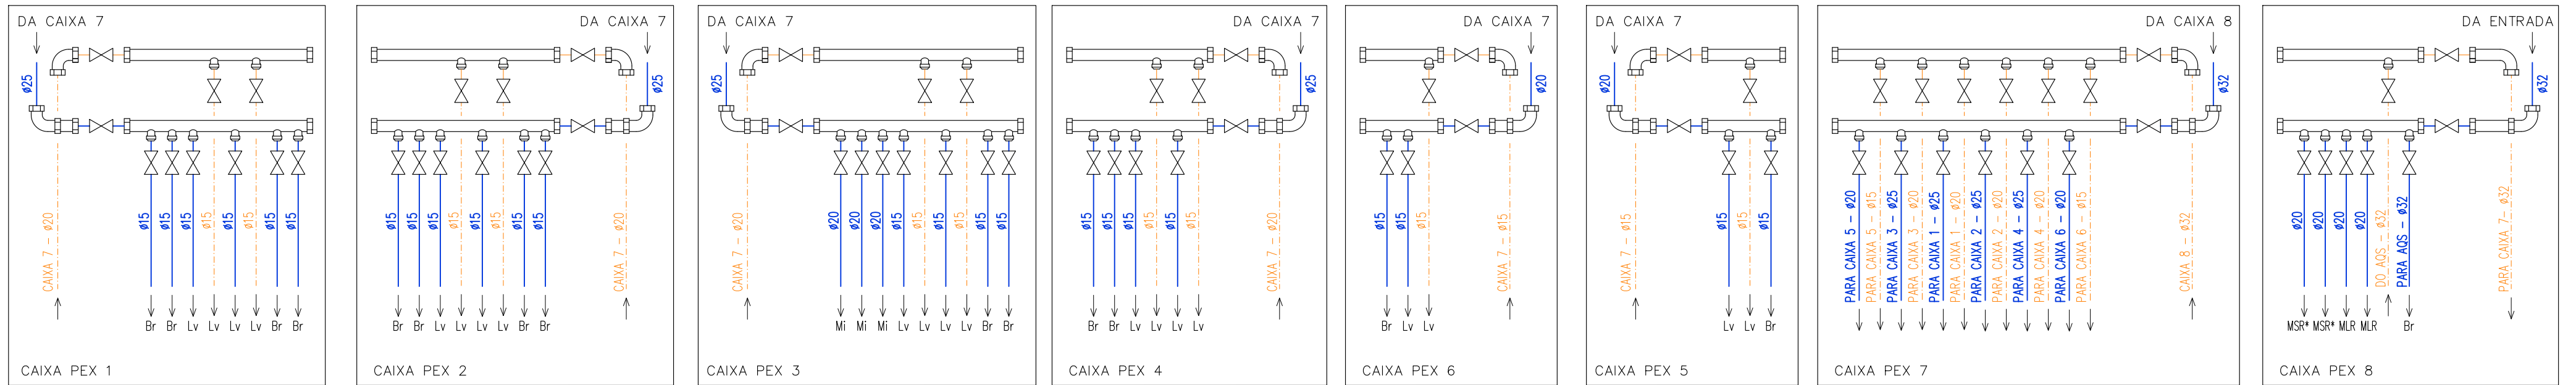 DA CAIXA 7
ø25
CAIXA 7 - ø20
ø15 ø15 ø15 ø15 ø15 ø15 ø15 ø15
Br Br Lv Lv Lv Lv Br Br
CAIXA PEX 1
DA CAIXA 7
ø25
ø15 ø15 ø15 ø15 ø15 ø15 ø15 ø15
CAIXA 7 - ø20
Br Br Lv Lv Lv Lv Br Br
CAIXA PEX 2
DA CAIXA 7
ø25
CAIXA 7 - ø20
ø20 ø20 ø20 ø15 ø15 ø15 ø15 ø15 ø15
Mi Mi Mi Lv Lv Lv Lv Br Br
CAIXA PEX 3
DA CAIXA 7
ø25
ø15 ø15 ø15 ø15 ø15 ø15
CAIXA 7 - ø20
Br Br Lv Lv Lv Lv
CAIXA PEX 4
DA CAIXA 7
ø20
ø15 ø15 ø15
CAIXA 7 - ø15
Br Lv Lv
CAIXA PEX 6
DA CAIXA 7
ø20
CAIXA 7 - ø15
ø15 ø15 ø15
Lv Lv Br
CAIXA PEX 5
DA CAIXA 8
ø32
PARA CAIXA 5 - ø20
PARA CAIXA 5 - ø15
PARA CAIXA 3 - ø25
PARA CAIXA 3 - ø20
PARA CAIXA 1 - ø25
PARA CAIXA 1 - ø20
PARA CAIXA 2 - ø25
PARA CAIXA 2 - ø20
PARA CAIXA 4 - ø25
PARA CAIXA 4 - ø20
PARA CAIXA 6 - ø20
PARA CAIXA 6 - ø15
CAIXA 8 - ø32
CAIXA PEX 7
DA ENTRADA
ø32
ø20 ø20 ø20 ø20
DO AQS - ø32
PARA AQS - ø32
PARA CAIXA 7- ø32
MSR* MSR* MLR MLR Br
CAIXA PEX 8